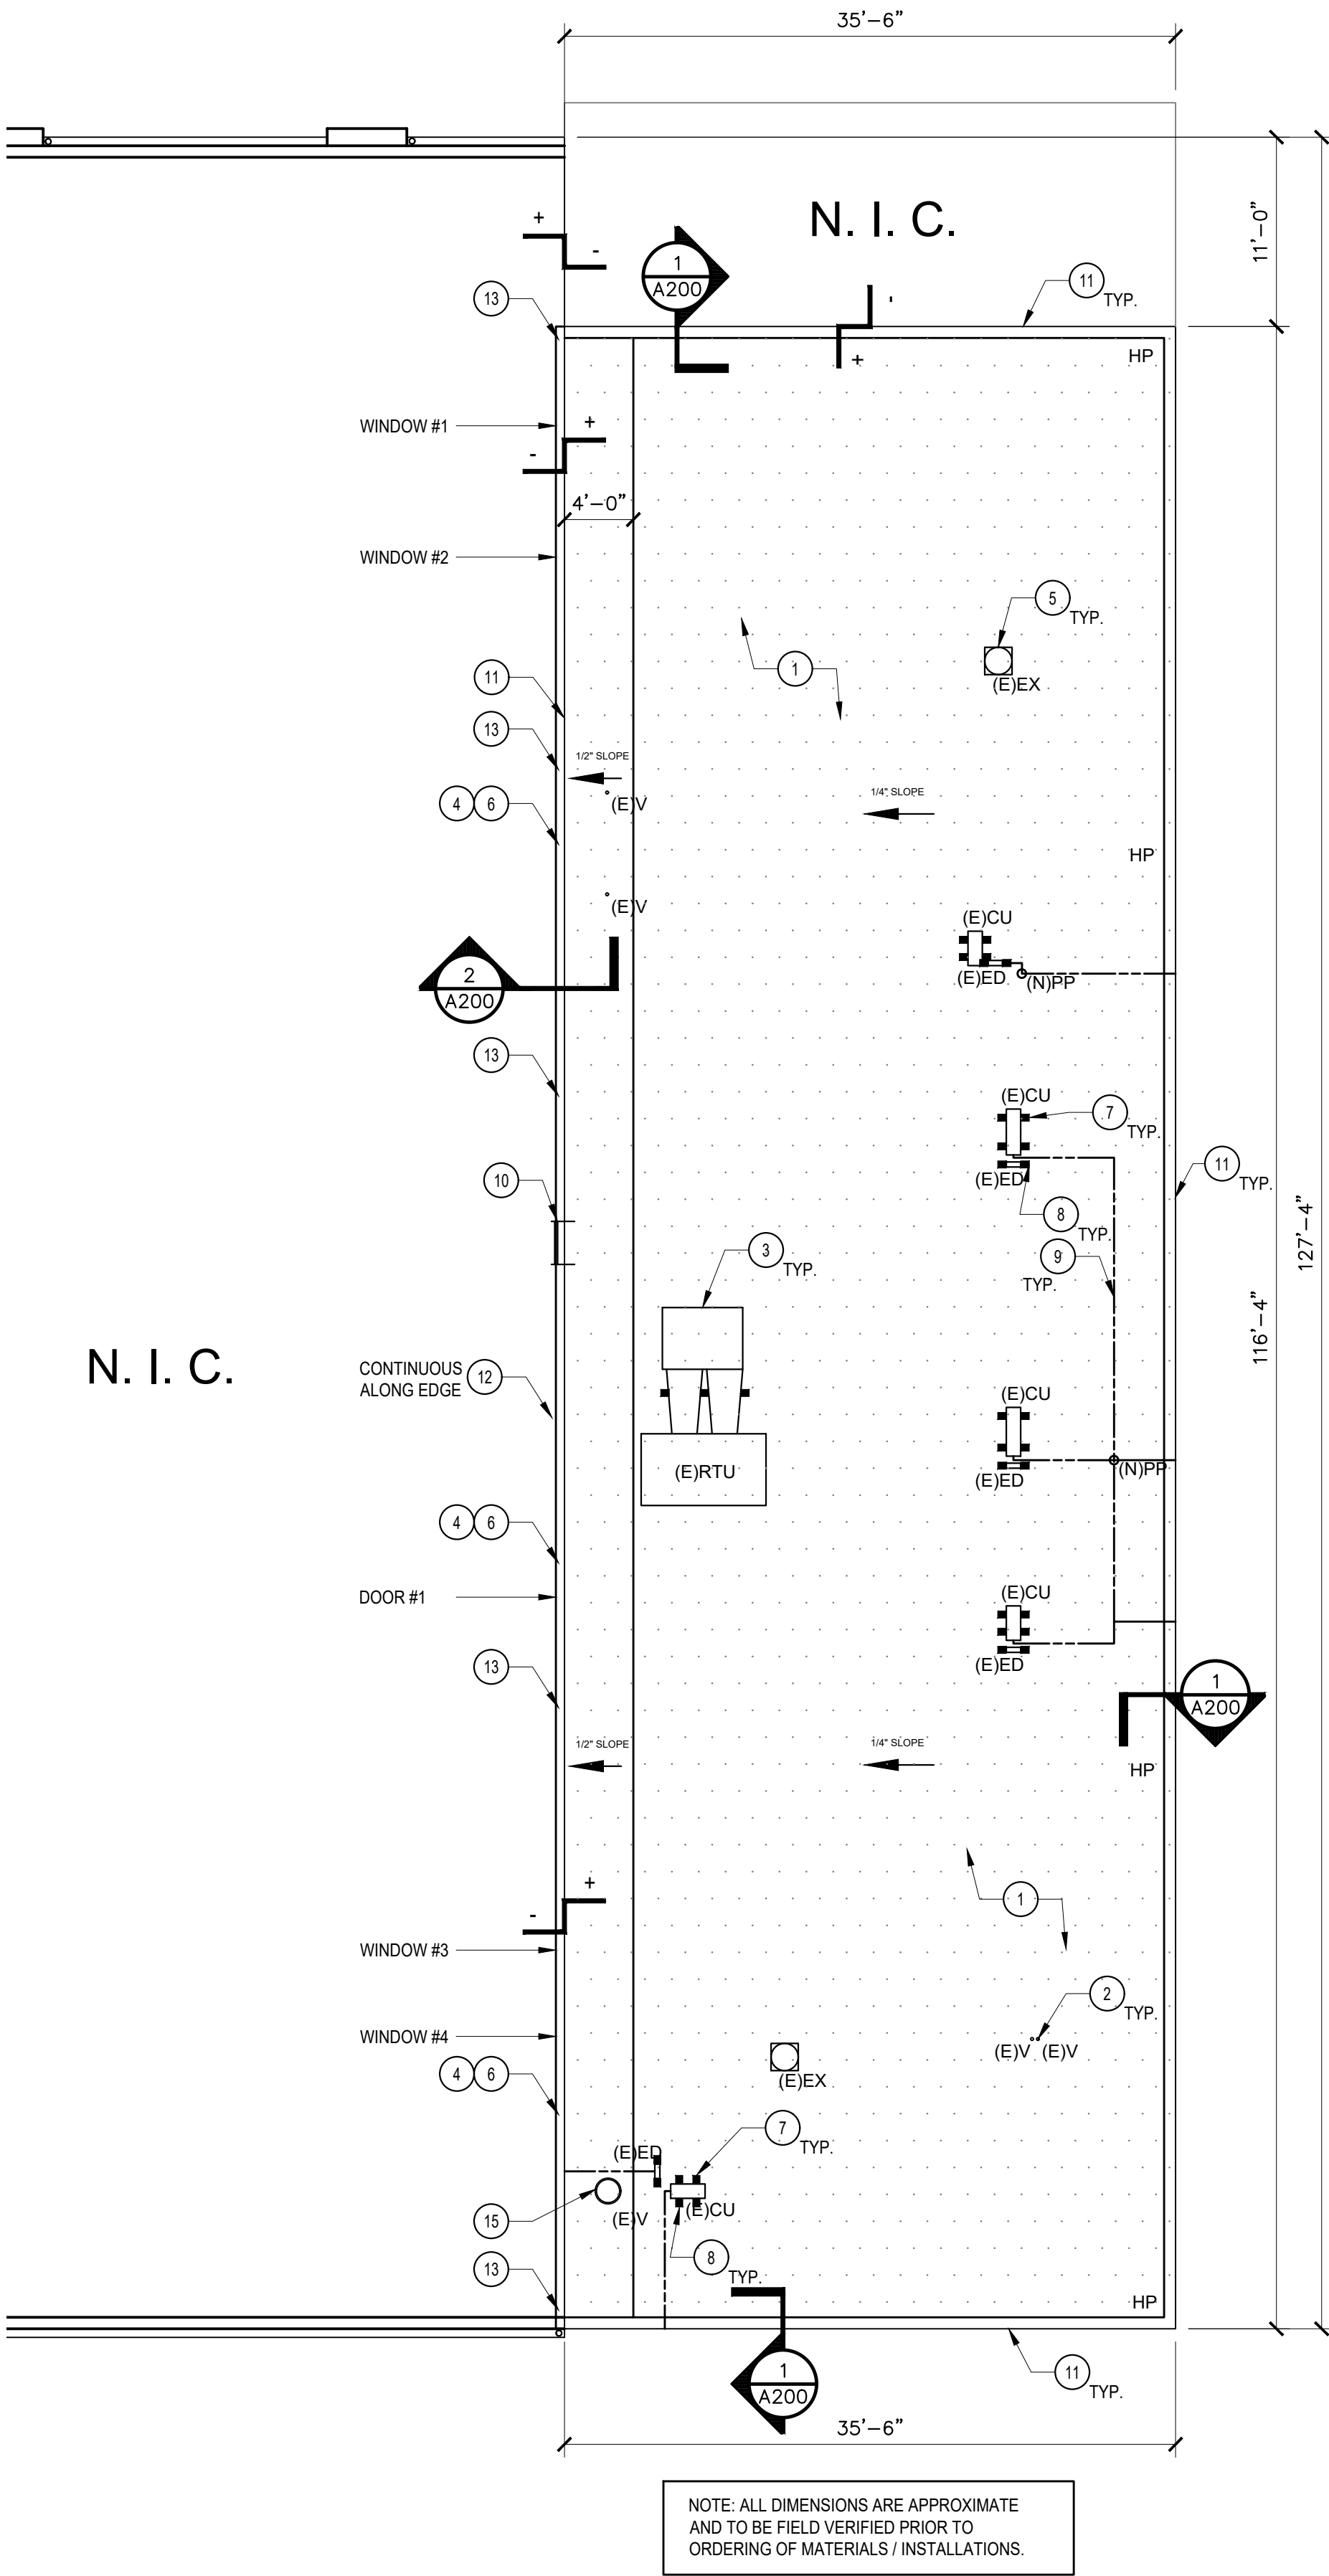 35'-6"
N. I. C.
11'-0"
+
-
1
A200
11
TYP.
13
-
+
HP
WINDOW #1
+
-
4'-0"
WINDOW #2
5
TYP.
1
(E)EX
11
13
1/2" SLOPE
4
6
(E)V
1/4" SLOPE
HP
(E)V
(E)CU
2
A200
(E)ED
(N)PP
13
(E)CU
7
TYP.
10
(E)ED
11
TYP.
8
TYP.
3
TYP.
9
TYP.
127'-4"
116'-4"
N. I. C.
CONTINUOUS
ALONG EDGE
12
(E)CU
(E)RTU
(E)ED
(N)PP
4
6
DOOR #1
(E)CU
13
(E)ED
1
A200
1/2" SLOPE
1/4" SLOPE
HP
+
-
1
WINDOW #3
2
TYP.
WINDOW #4
(E)V
(E)V
4
6
(E)EX
7
TYP.
(E)ED
15
(E)V
(E)CU
13
8
TYP.
HP
1
A200
11
TYP.
35'-6"
NOTE: ALL DIMENSIONS ARE APPROXIMATE
AND TO BE FIELD VERIFIED PRIOR TO
ORDERING OF MATERIALS / INSTALLATIONS.